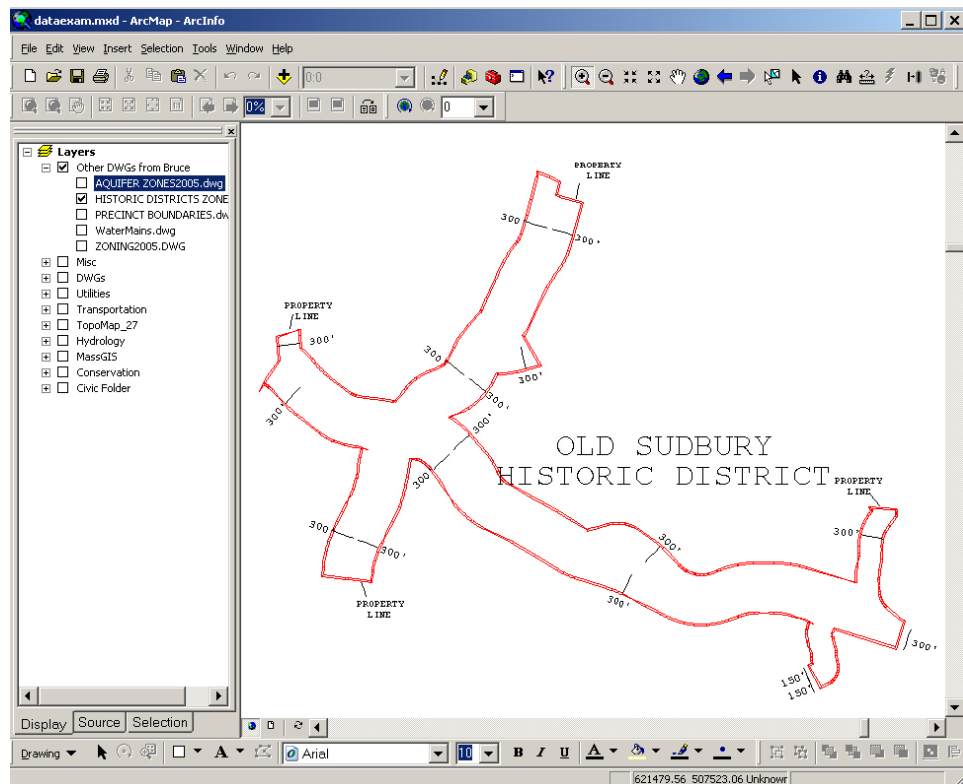 dataexam.mxd - ArcMap - ArcInfo
File Edit View Insert Selection Tools Window Help
0:0
0% 0
Layers
Other DWGs from Bruce
AQUIFER ZONES2005.dwg
HISTORIC DISTRICTS ZONE
PRECINCT BOUNDARIES.dw
WaterMains.dwg
ZONING2005.DWG
Misc
DWGs
Utilities
Transportation
TopoMap_27
Hydrology
MassGIS
Conservation
Civic Folder
PROPERTY
LINE
300'
300'
PROPERTY
LINE
300'
300'
300'
300'
300'
300'
300'
OLD SUDBURY
HISTORIC DISTRICT
PROPERTY
LINE
300'
300'
300'
300'
300'
PROPERTY
LINE
300'
150'
150'
Display Source Selection
Drawing A Arial 10 B I U A
621479.56 507523.06 Unknowr